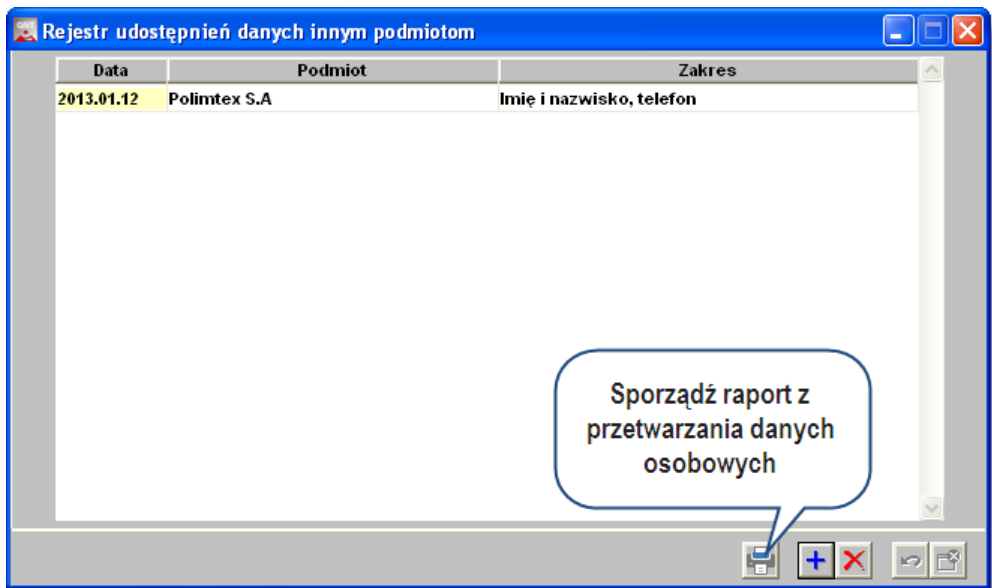 Rejestr udostępnień danych innym podmiotom
Data Podmiot Zakres
2013.01.12 Polimtex S.A Imię i nazwisko, telefon
Sporządź raport z
przetwarzania danych
osobowych